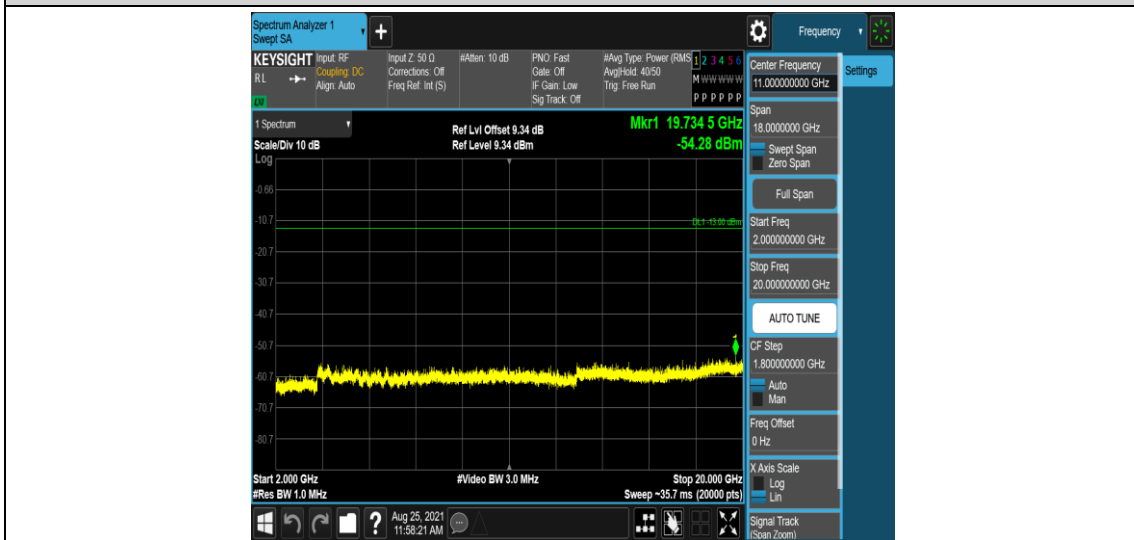 Spectrum Analyzer 1
Swept SA
+
Frequency
KEYSIGHT
RL
Input: RF
Coupling: DC
Align: Auto
Input Z: 50 Ω
Corrections: Off
Freq Ref: Int (S)
#Atten: 10 dB
PNO: Fast
Gate: Off
IF Gain: Low
Sig Track: Off
#Avg Type: Power (RMS
Avg|Hold: 40/50
Trig: Free Run
1 2 3 4 5 6
M W W W W W
P P P P P P
1 Spectrum
Scale/Div 10 dB
Ref Lvl Offset 9.34 dB
Ref Level 9.34 dBm
Mkr1 19.734 5 GHz
-54.28 dBm
Log
-0.66
-10.7
-20.7
-30.7
-40.7
-50.7
-60.7
-70.7
-80.7
DL1 -13.00 dBm
1
Start 2.000 GHz
#Res BW 1.0 MHz
#Video BW 3.0 MHz
Stop 20.000 GHz
Sweep ~35.7 ms (20000 pts)
Center Frequency
11.000000000 GHz
Settings
Span
18.0000000 GHz
Swept Span
Zero Span
Full Span
Start Freq
2.000000000 GHz
Stop Freq
20.000000000 GHz
AUTO TUNE
CF Step
1.800000000 GHz
Auto
Man
Freq Offset
0 Hz
X Axis Scale
Log
Lin
Signal Track
(Span Zoom)
?
Aug 25, 2021
11:58:21 AM